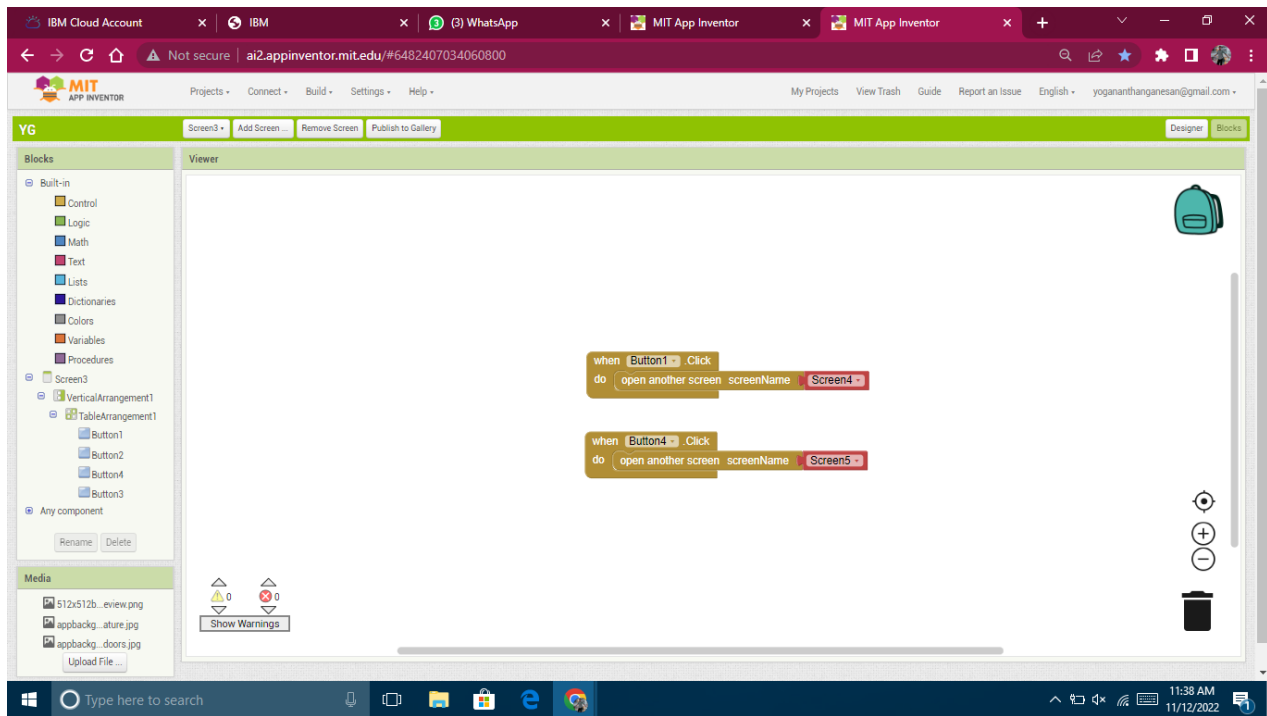 IBM Cloud Account
IBM
(3) WhatsApp
MIT App Inventor
MIT App Inventor
Not secure ai2.appinventor.mit.edu/#6482407034060800
MIT
APP INVENTOR
Projects Connect Build Settings Help
My Projects View Trash Guide Report an Issue English yogananthanganesan@gmail.com
YG
Screen3 Add Screen ... Remove Screen Publish to Gallery
Designer Blocks
Blocks
Viewer
Built-in
Control
Logic
Math
Text
Lists
Dictionaries
Colors
Variables
Procedures
Screen3
VerticalArrangement1
TableArrangement1
Button1
Button2
Button4
Button3
Any component
Rename Delete
when Button1 .Click
do open another screen screenName Screen4
when Button4 .Click
do open another screen screenName Screen5
Media
512x512b...eview.png
appbackg...ature.jpg
appbackg...doors.jpg
Upload File ...
0 0
Show Warnings
Type here to search
11:38 AM
11/12/2022
1